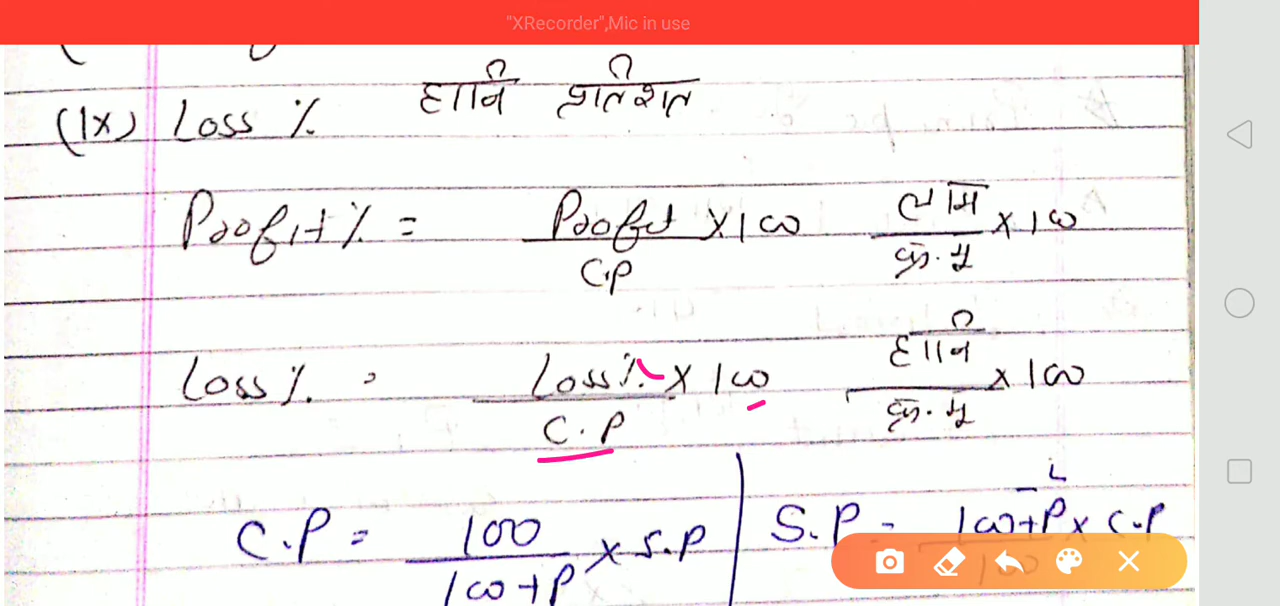 "XRecorder",Mic in use
(ix) Loss % हानि प्रतिशत
Profit % = Profit/C.P × 100 लाभ/क्र.मू × 100
Loss % = Loss%/C.P × 100 हानि/क्र.मू × 100
C.P = 100/100+P × S.P | S.P = 100+P/100 × C.P
- L